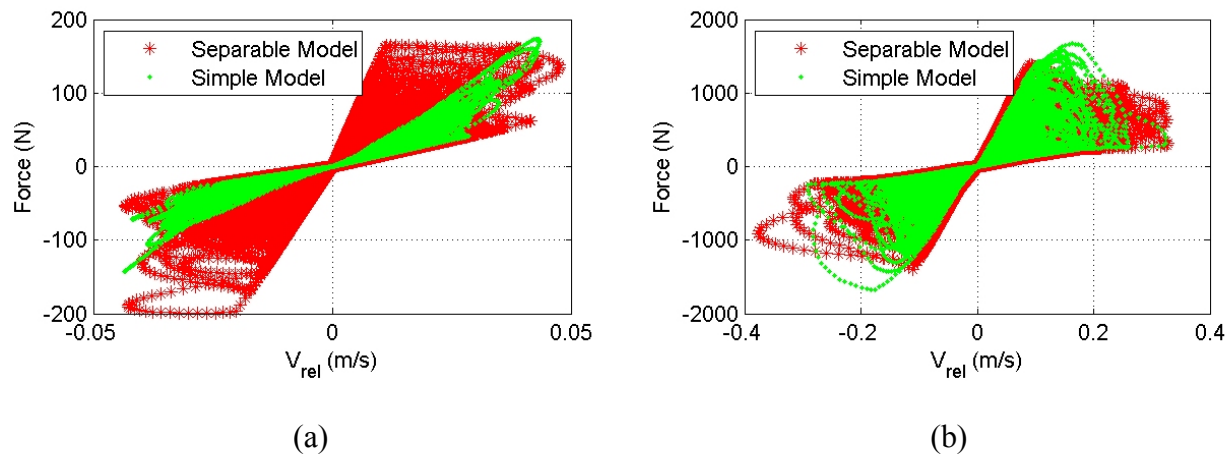 200
100
0
-100
-200
Force (N)
Separable Model
Simple Model
-0.05
0
0.05
V_rel (m/s)
(a)
2000
1000
0
-1000
-2000
Force (N)
Separable Model
Simple Model
-0.4
-0.2
0
0.2
0.4
V_rel (m/s)
(b)